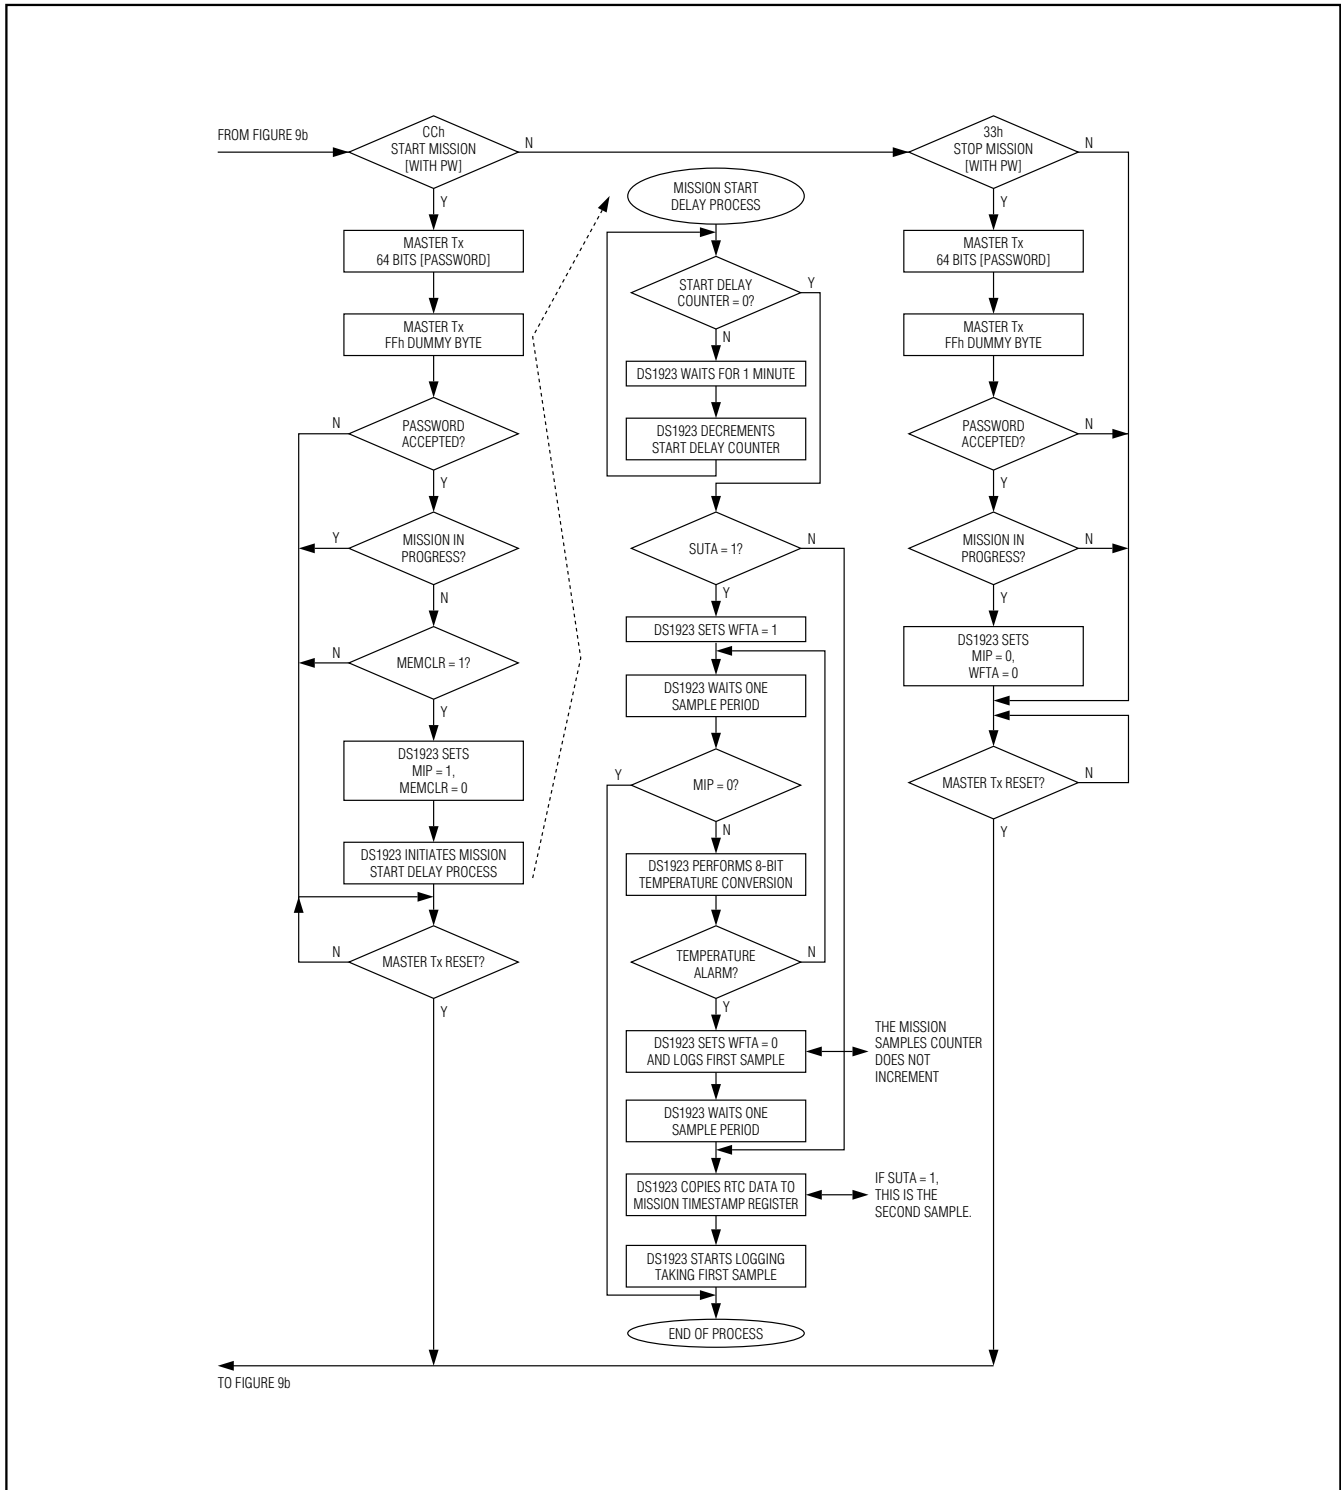 FROM FIGURE 9b
CCh
START MISSION
[WITH PW]
N
Y
MASTER Tx
64 BITS [PASSWORD]
MASTER Tx
FFh DUMMY BYTE
N
PASSWORD
ACCEPTED?
Y
Y
MISSION IN
PROGRESS?
N
N
MEMCLR = 1?
Y
DS1923 SETS
MIP = 1,
MEMCLR = 0
DS1923 INITIATES MISSION
START DELAY PROCESS
N
MASTER Tx RESET?
Y
MISSION START
DELAY PROCESS
START DELAY
COUNTER = 0?
Y
N
DS1923 WAITS FOR 1 MINUTE
DS1923 DECREMENTS
START DELAY COUNTER
SUTA = 1?
N
Y
DS1923 SETS WFTA = 1
DS1923 WAITS ONE
SAMPLE PERIOD
Y
MIP = 0?
N
DS1923 PERFORMS 8-BIT
TEMPERATURE CONVERSION
TEMPERATURE
ALARM?
N
Y
DS1923 SETS WFTA = 0
AND LOGS FIRST SAMPLE
THE MISSION
SAMPLES COUNTER
DOES NOT
INCREMENT
DS1923 WAITS ONE
SAMPLE PERIOD
DS1923 COPIES RTC DATA TO
MISSION TIMESTAMP REGISTER
IF SUTA = 1,
THIS IS THE
SECOND SAMPLE.
DS1923 STARTS LOGGING
TAKING FIRST SAMPLE
END OF PROCESS
33h
STOP MISSION
[WITH PW]
N
Y
MASTER Tx
64 BITS [PASSWORD]
MASTER Tx
FFh DUMMY BYTE
PASSWORD
ACCEPTED?
N
Y
MISSION IN
PROGRESS?
N
Y
DS1923 SETS
MIP = 0,
WFTA = 0
MASTER Tx RESET?
N
Y
TO FIGURE 9b